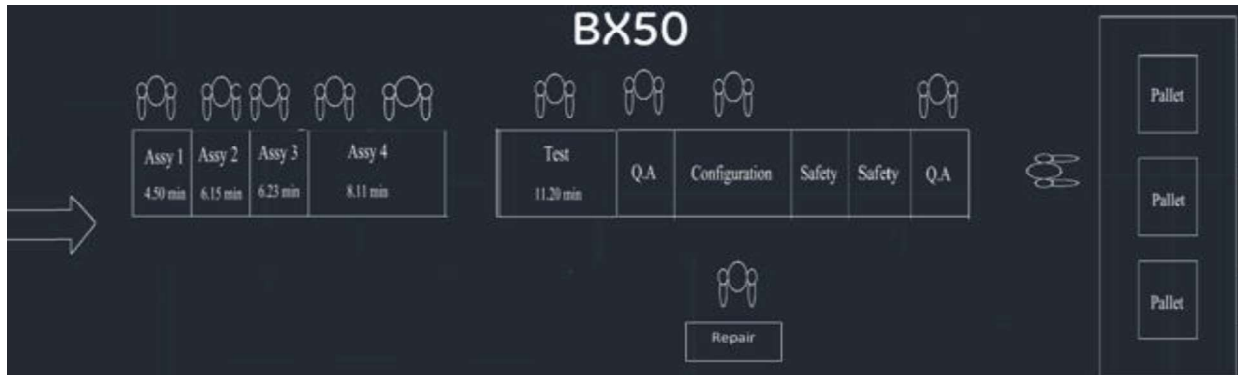 BX50
Assy 1
4.50 min
Assy 2
6.15 min
Assy 3
6.23 min
Assy 4
8.11 min
Test
11.20 min
Q.A
Configuration
Safety
Safety
Q.A
Repair
Pallet
Pallet
Pallet